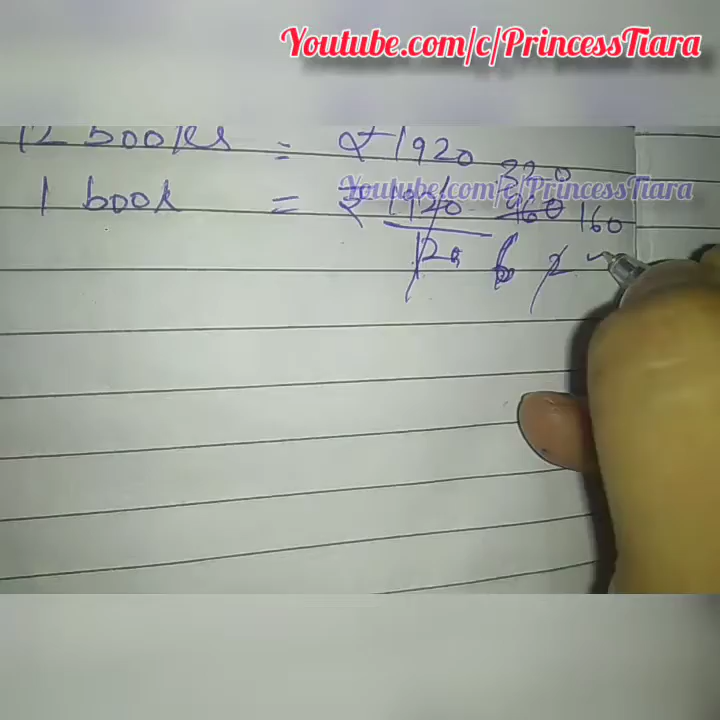 Youtube.com/c/PrincessTiara
12 books = ₹ 1920
320
1 book = ₹ 1920 960 160
Youtube.com/c/PrincessTiara
12 6 2